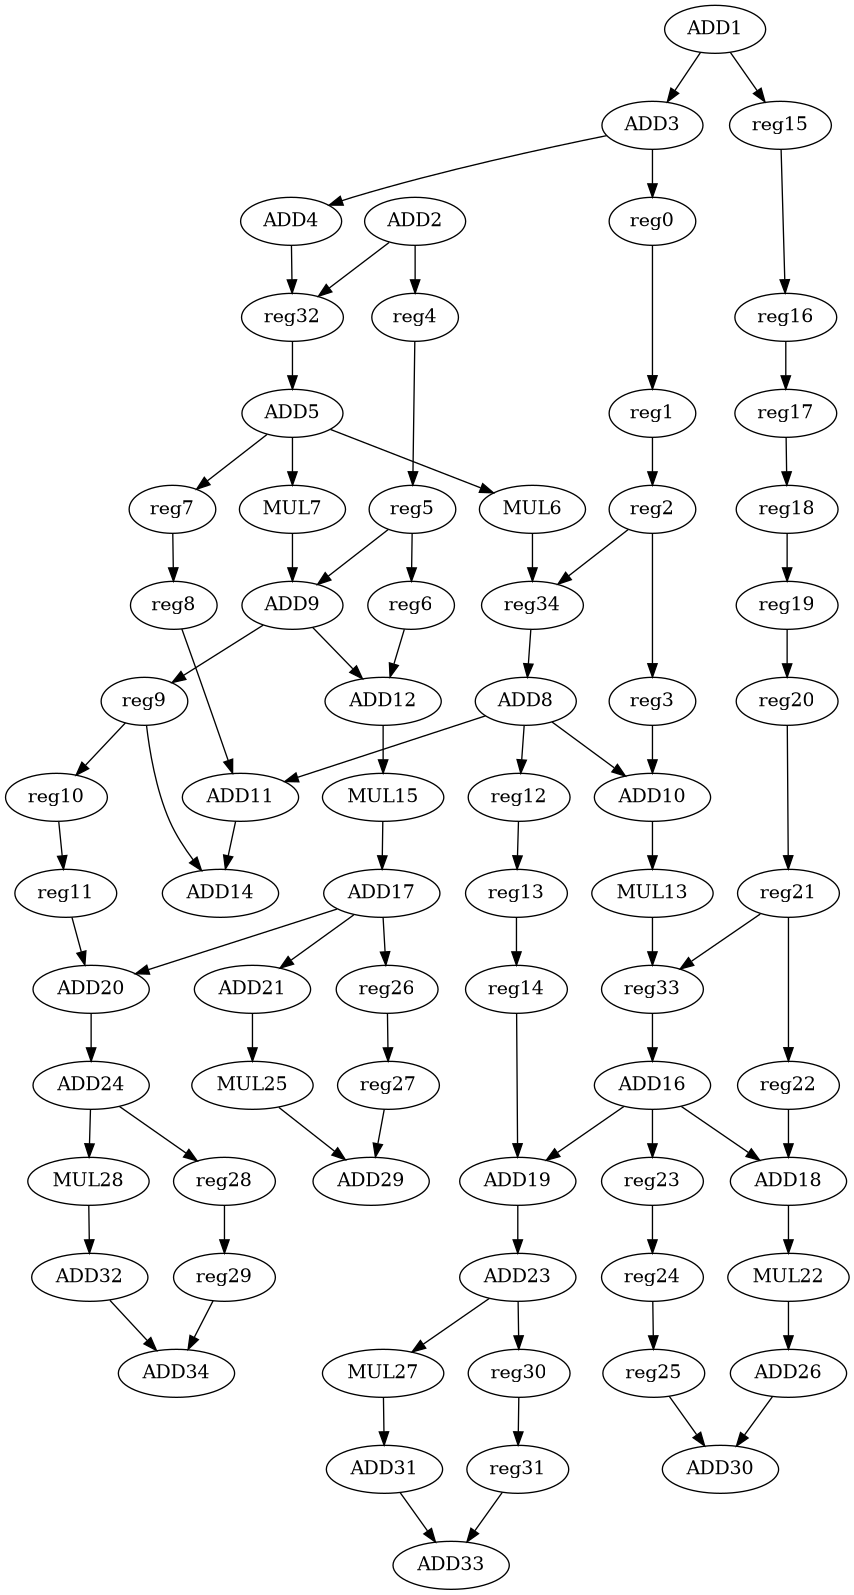 ADD1
ADD3 reg15
ADD4 ADD2 reg0
reg32 reg4 reg16
ADD5 reg1 reg17
reg7 MUL7 reg5 MUL6 reg2 reg18
reg8 ADD9 reg6 reg34 reg19
reg9 ADD12 ADD8 reg3 reg20
reg10 ADD11 MUL15 reg12 ADD10
reg11 ADD14 ADD17 reg13 MUL13 reg21
ADD20 ADD21 reg26 reg14 reg33
ADD24 MUL25 reg27 ADD16 reg22
MUL28 reg28 ADD29 ADD19 reg23 ADD18
ADD32 reg29 ADD23 reg24 MUL22
ADD34 MUL27 reg30 reg25 ADD26
ADD31 reg31 ADD30
ADD33